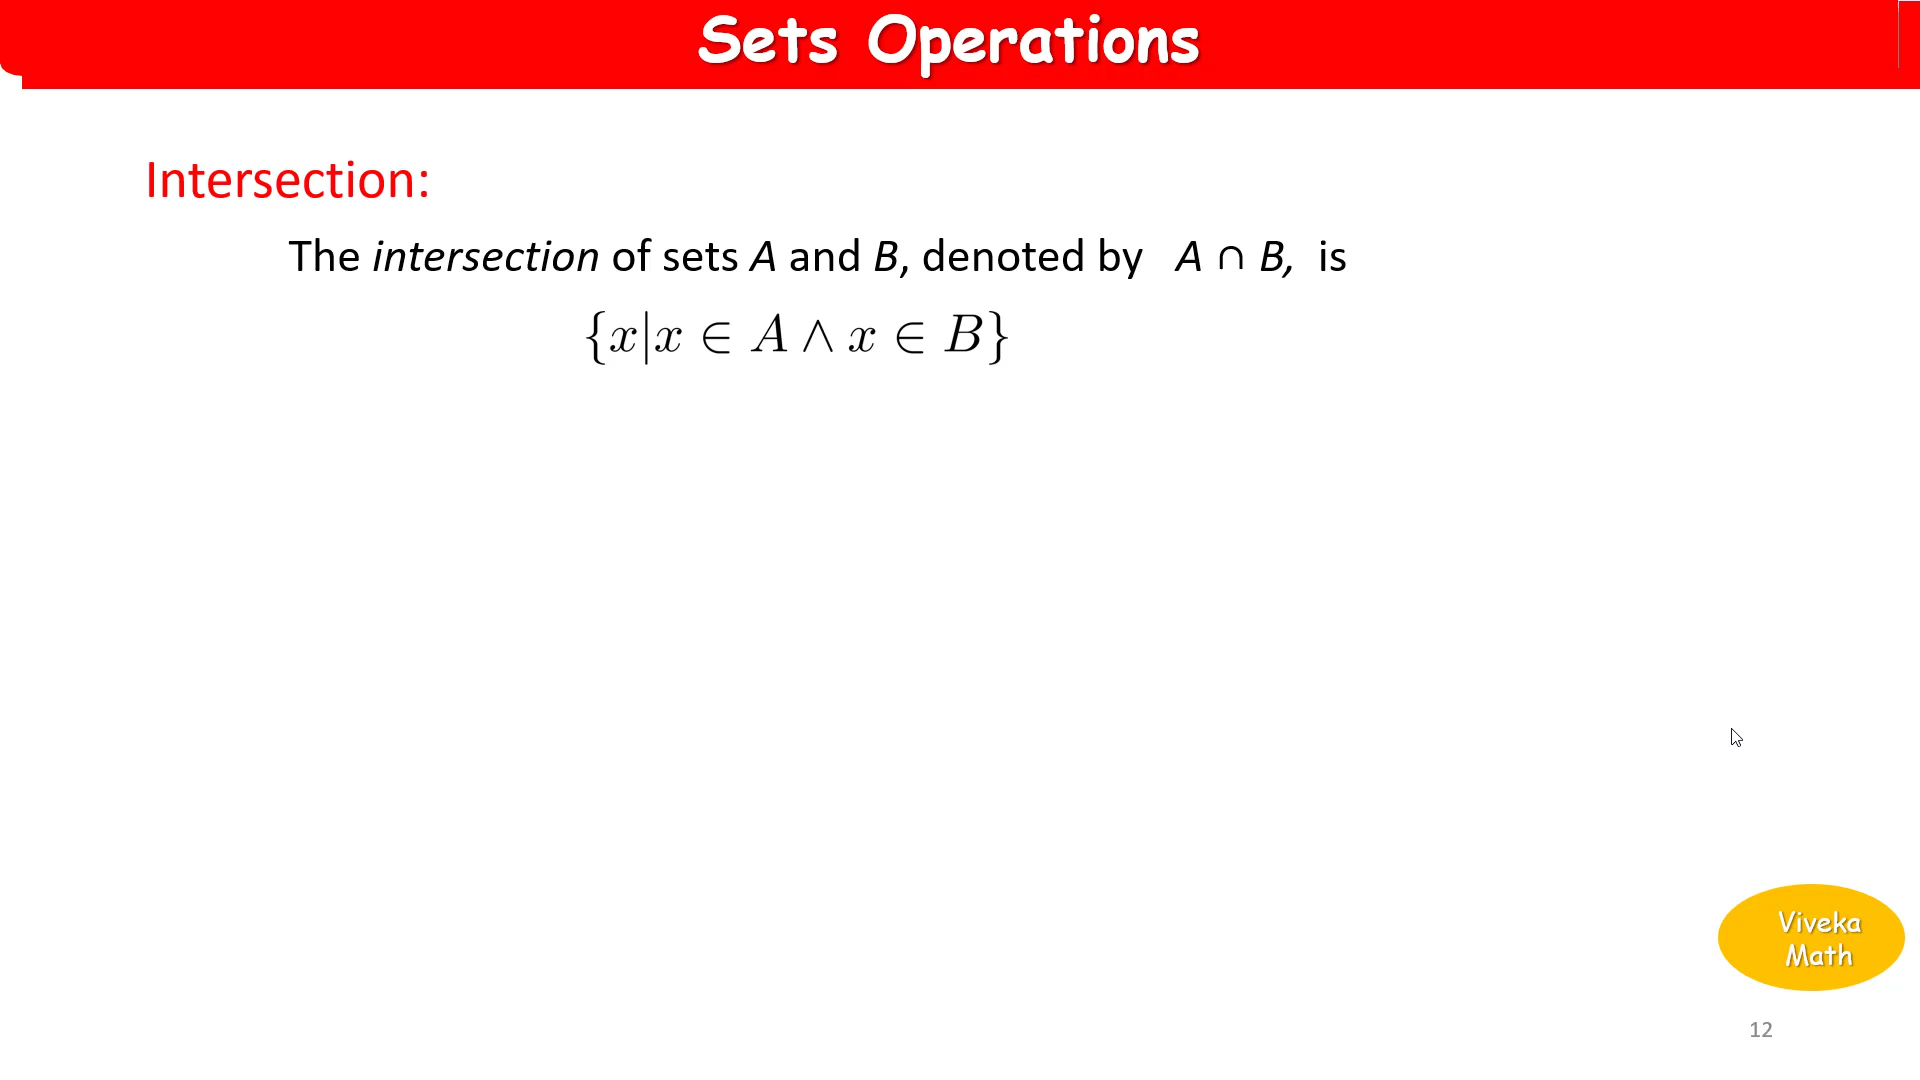 Sets Operations
Intersection:
The intersection of sets A and B, denoted by A ∩ B, is
{x|x ∈ A ∧ x ∈ B}
Viveka
Math
12